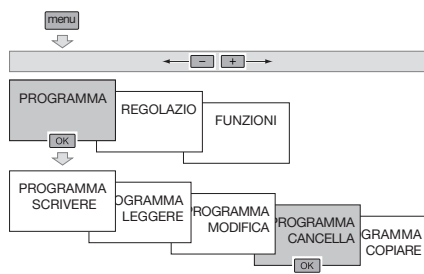 menu
- +
PROGRAMMA
REGOLAZIO
FUNZIONI
OK
PROGRAMMA
SCRIVERE
OGRAMMA
LEGGERE
PROGRAMMA
MODIFICA
PROGRAMMA
CANCELLA
GRAMMA
COPIARE
OK